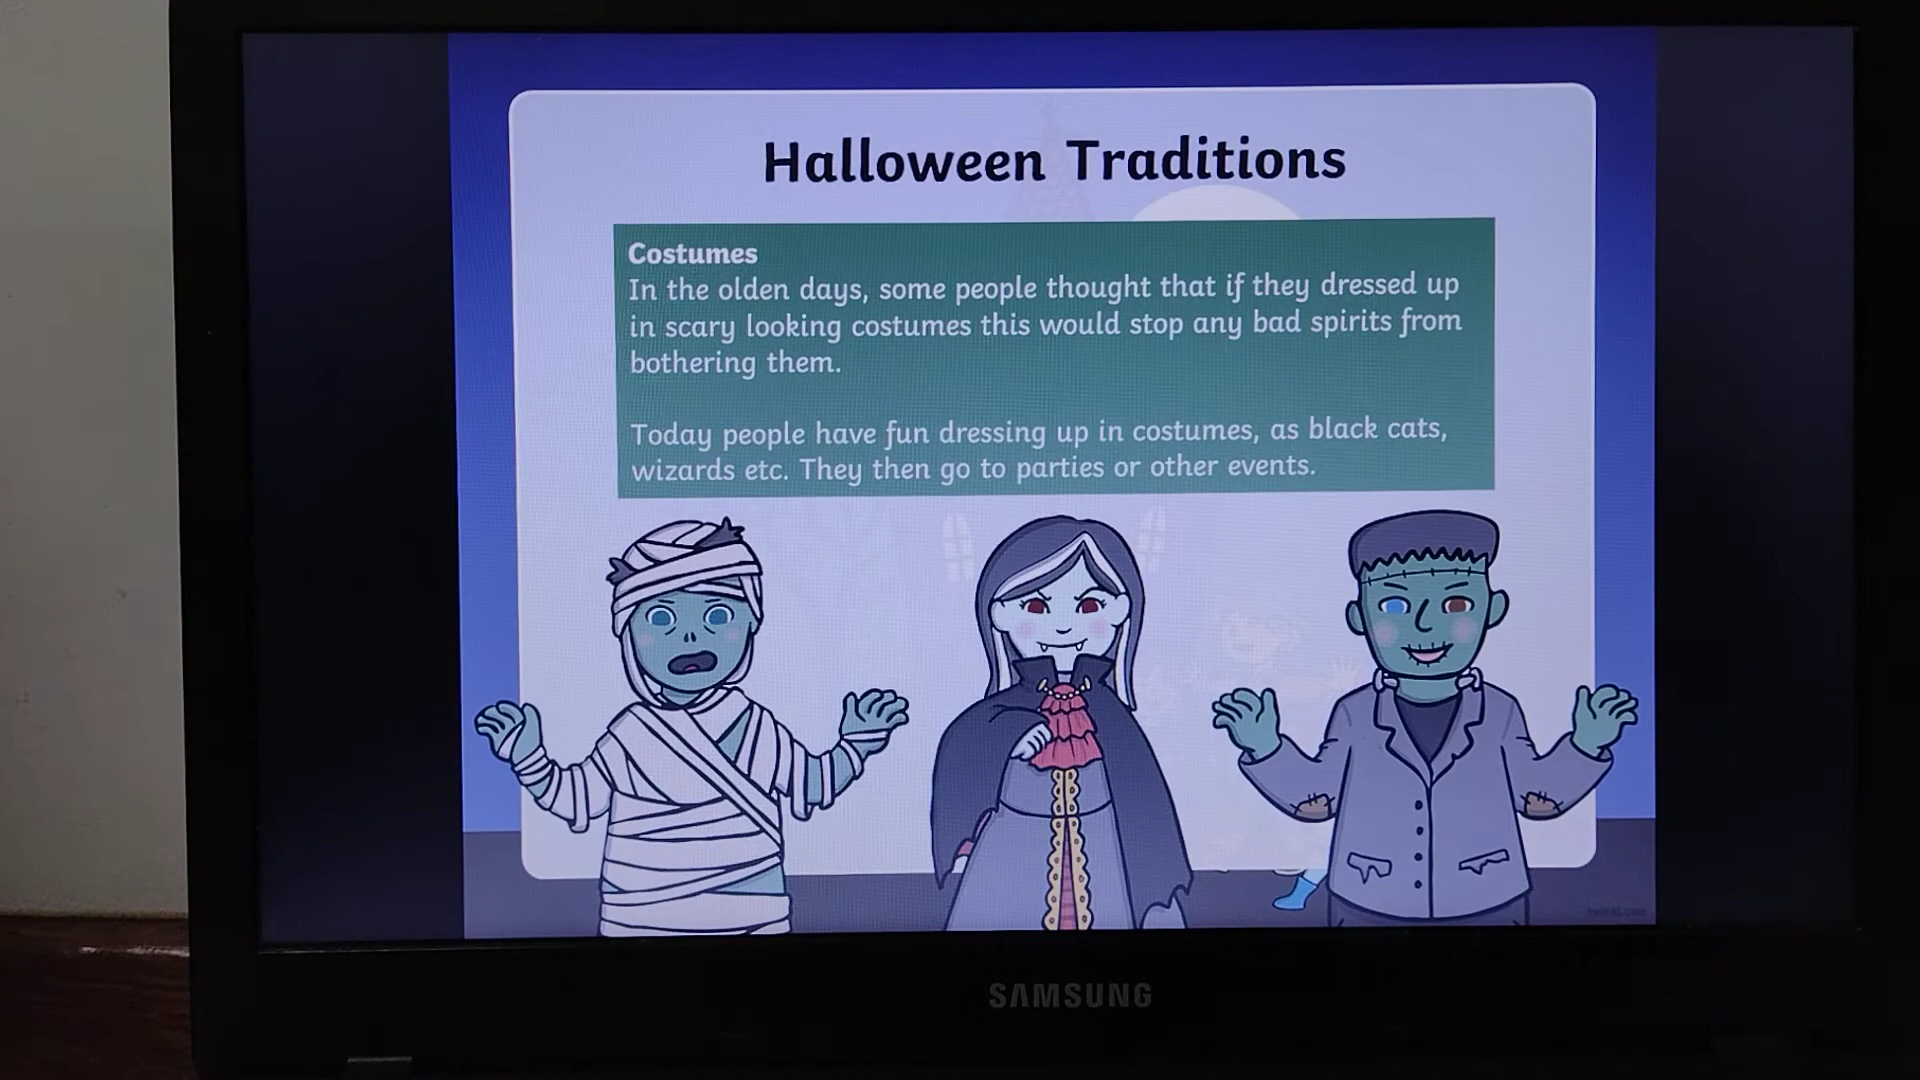 Halloween Traditions
Costumes
In the olden days, some people thought that if they dressed up
in scary looking costumes this would stop any bad spirits from
bothering them.
Today people have fun dressing up in costumes, as black cats,
wizards etc. They then go to parties or other events.
SAMSUNG